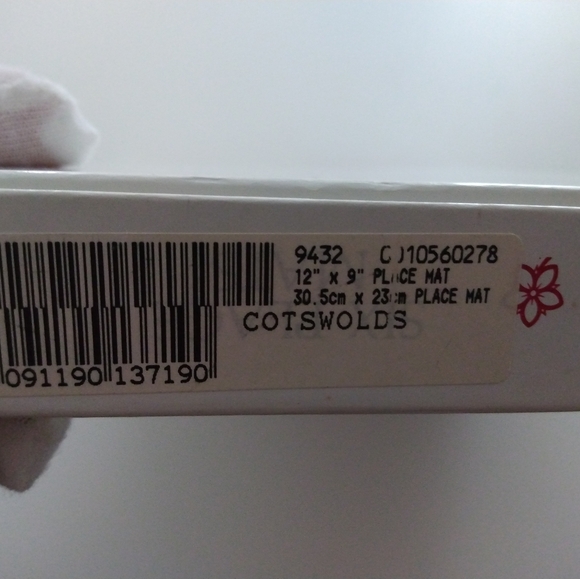 9432
12" x 9" PLACE MAT
30.5cm x 23cm PLACE MAT
COTSWOLDS
091190 137190